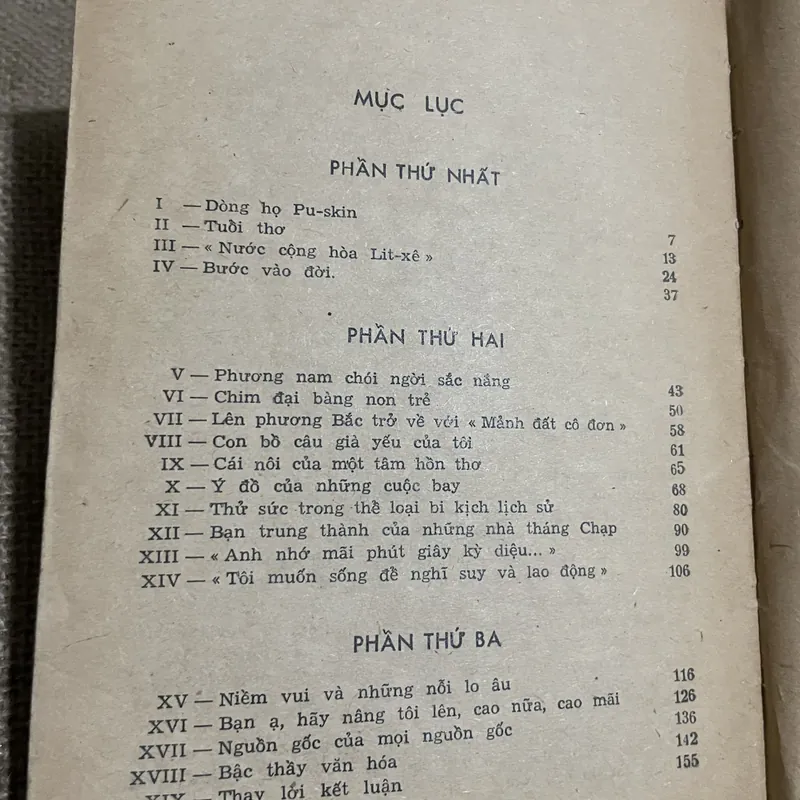 MỤC LỤC
PHẦN THỨ NHẤT
I — Dòng họ Pu-skin 7
II — Tuổi thơ 13
III — « Nước cộng hòa Lit-xê » 24
IV — Bước vào đời. 37
PHẦN THỨ HAI
V — Phương nam chói ngời sắc nắng 43
VI — Chim đại bàng non trẻ 50
VII — Lên phương Bắc trở về với « Mảnh đất cô đơn » 58
VIII — Con bồ câu già yếu của tôi 61
IX — Cái nôi của một tâm hồn thơ 65
X — Ý đồ của những cuộc bay 68
XI — Thử sức trong thể loại bi kịch lịch sử 80
XII — Bạn trung thành của những nhà tháng Chạp 90
XIII — « Anh nhớ mãi phút giây kỳ diệu... » 99
XIV — « Tôi muốn sống để nghĩ suy và lao động » 106
PHẦN THỨ BA
XV — Niềm vui và những nỗi lo âu 116
XVI — Bạn ạ, hãy nâng tôi lên, cao nữa, cao mãi 126
XVII — Nguồn gốc của mọi nguồn gốc 136
XVIII — Bậc thầy văn hóa 142
XIX — Thay lời kết luận 155